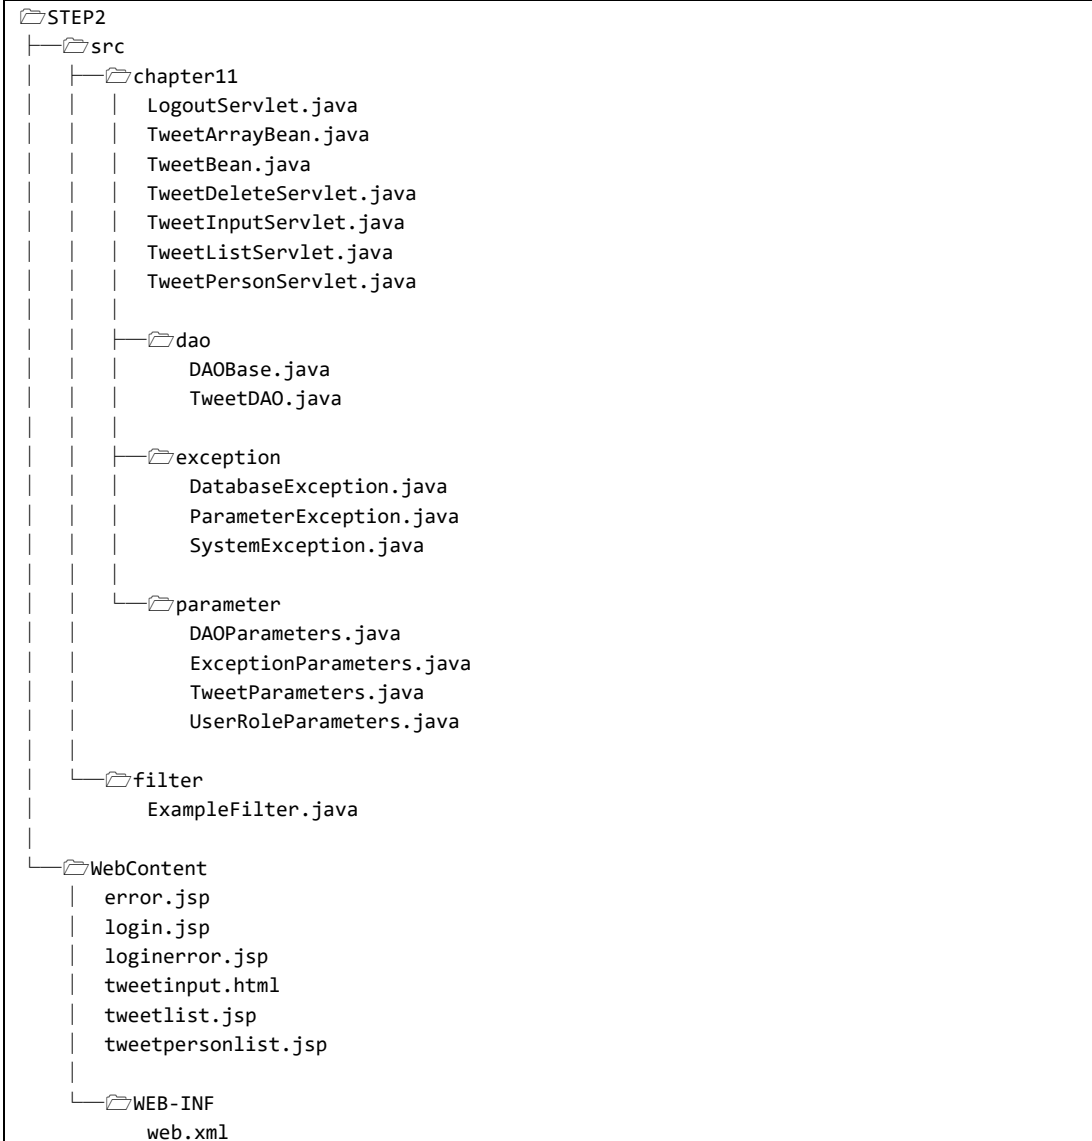 STEP2
src
chapter11
LogoutServlet.java
TweetArrayBean.java
TweetBean.java
TweetDeleteServlet.java
TweetInputServlet.java
TweetListServlet.java
TweetPersonServlet.java
dao
DAOBase.java
TweetDAO.java
exception
DatabaseException.java
ParameterException.java
SystemException.java
parameter
DAOParameters.java
ExceptionParameters.java
TweetParameters.java
UserRoleParameters.java
filter
ExampleFilter.java
WebContent
error.jsp
login.jsp
loginerror.jsp
tweetinput.html
tweetlist.jsp
tweetpersonlist.jsp
WEB-INF
web.xml